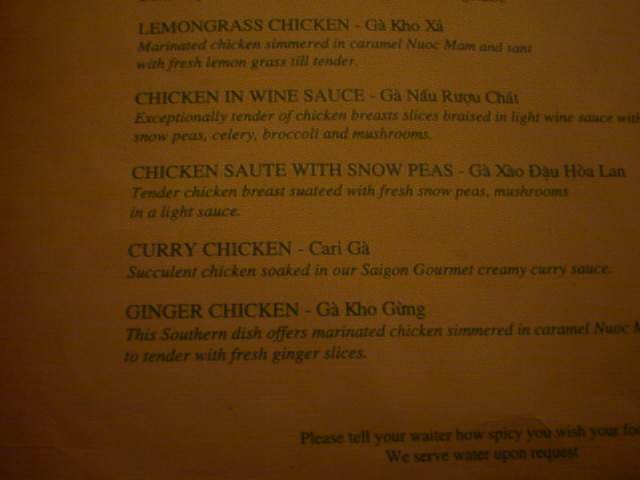 LEMONGRASS CHICKEN - Gà Kho Xả
Marinated chicken simmered in caramel Nuoc Mam and sant
with fresh lemon grass till tender.
CHICKEN IN WINE SAUCE - Gà Nấu Rượu Chát
Exceptionally tender of chicken breasts slices braised in light wine sauce with
snow peas, celery, broccoli and mushrooms.
CHICKEN SAUTE WITH SNOW PEAS - Gà Xào Đậu Hòa Lan
Tender chicken breast suateed with fresh snow peas, mushrooms
in a light sauce.
CURRY CHICKEN - Cari Gà
Succulent chicken soaked in our Saigon Gourmet creamy curry sauce.
GINGER CHICKEN - Gà Kho Gừng
This Southern dish offers marinated chicken simmered in caramel Nuoc M
to tender with fresh ginger slices.
Please tell your waiter how spicy you wish your foo
We serve water upon request